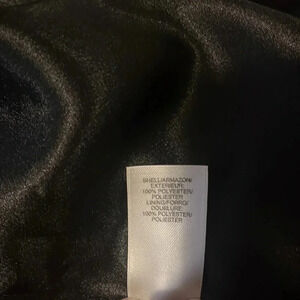 SHELL/ARMAZON/
EXTERIEUR:
100% POLYESTER/
POLIESTER
LINING/FORRO/
DOUBLURE:
100% POLYESTER/
POLIESTER